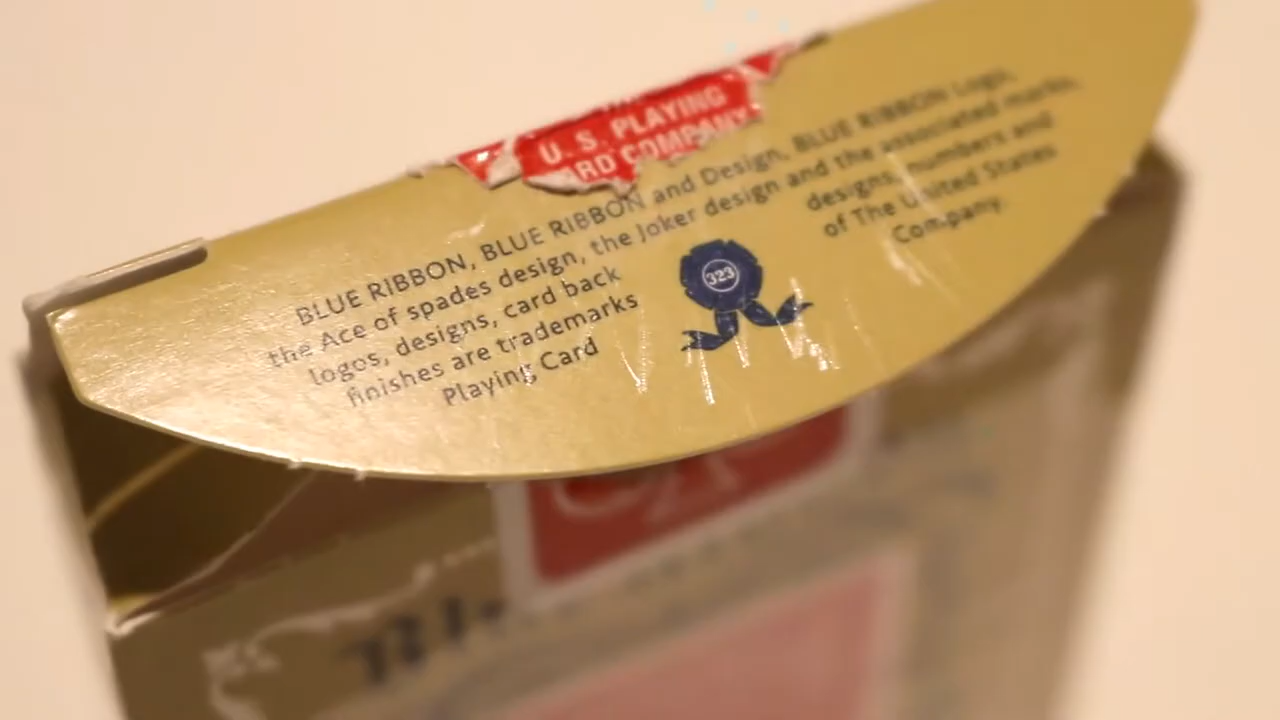 U. S. PLAYING
ARD COMPANY
BLUE RIBBON, BLUE RIBBON and Design, BLUE RIBBON Logo,
the Ace of spades design, the Joker design and the associated marks,
logos, designs, card back
designs, numbers and
finishes are trademarks
of The United States
Playing Card
Company.
323